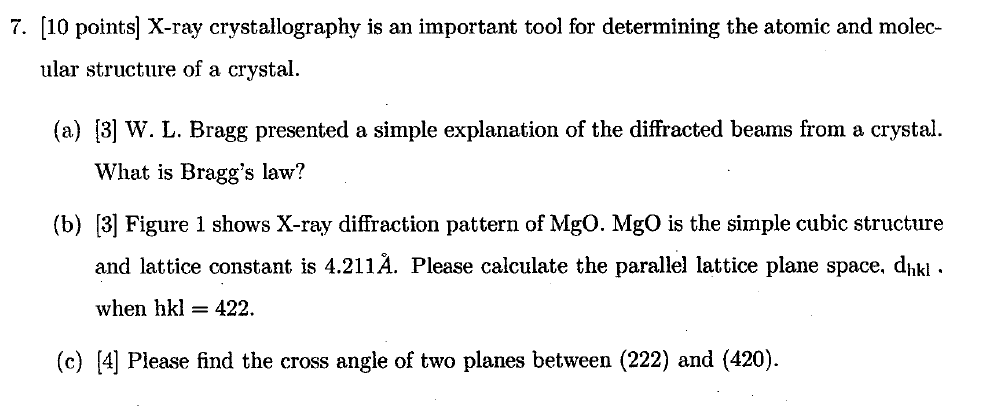 7. [10 points] X-ray crystallography is an important tool for determining the atomic and molec-
ular structure of a crystal.
(a) [3] W. L. Bragg presented a simple explanation of the diffracted beams from a crystal.
What is Bragg's law?
(b) [3] Figure 1 shows X-ray diffraction pattern of MgO. MgO is the simple cubic structure
and lattice constant is 4.211Å. Please calculate the parallel lattice plane space, dhkl .
when hkl = 422.
(c) [4] Please find the cross angle of two planes between (222) and (420).